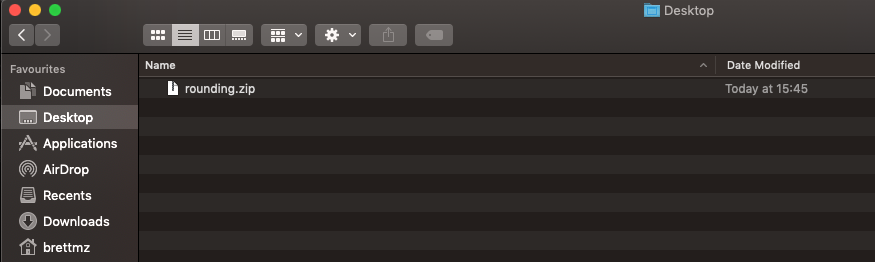 Desktop
Favourites
Documents
Desktop
Applications
AirDrop
Recents
Downloads
brettmz
Name Date Modified
rounding.zip Today at 15:45